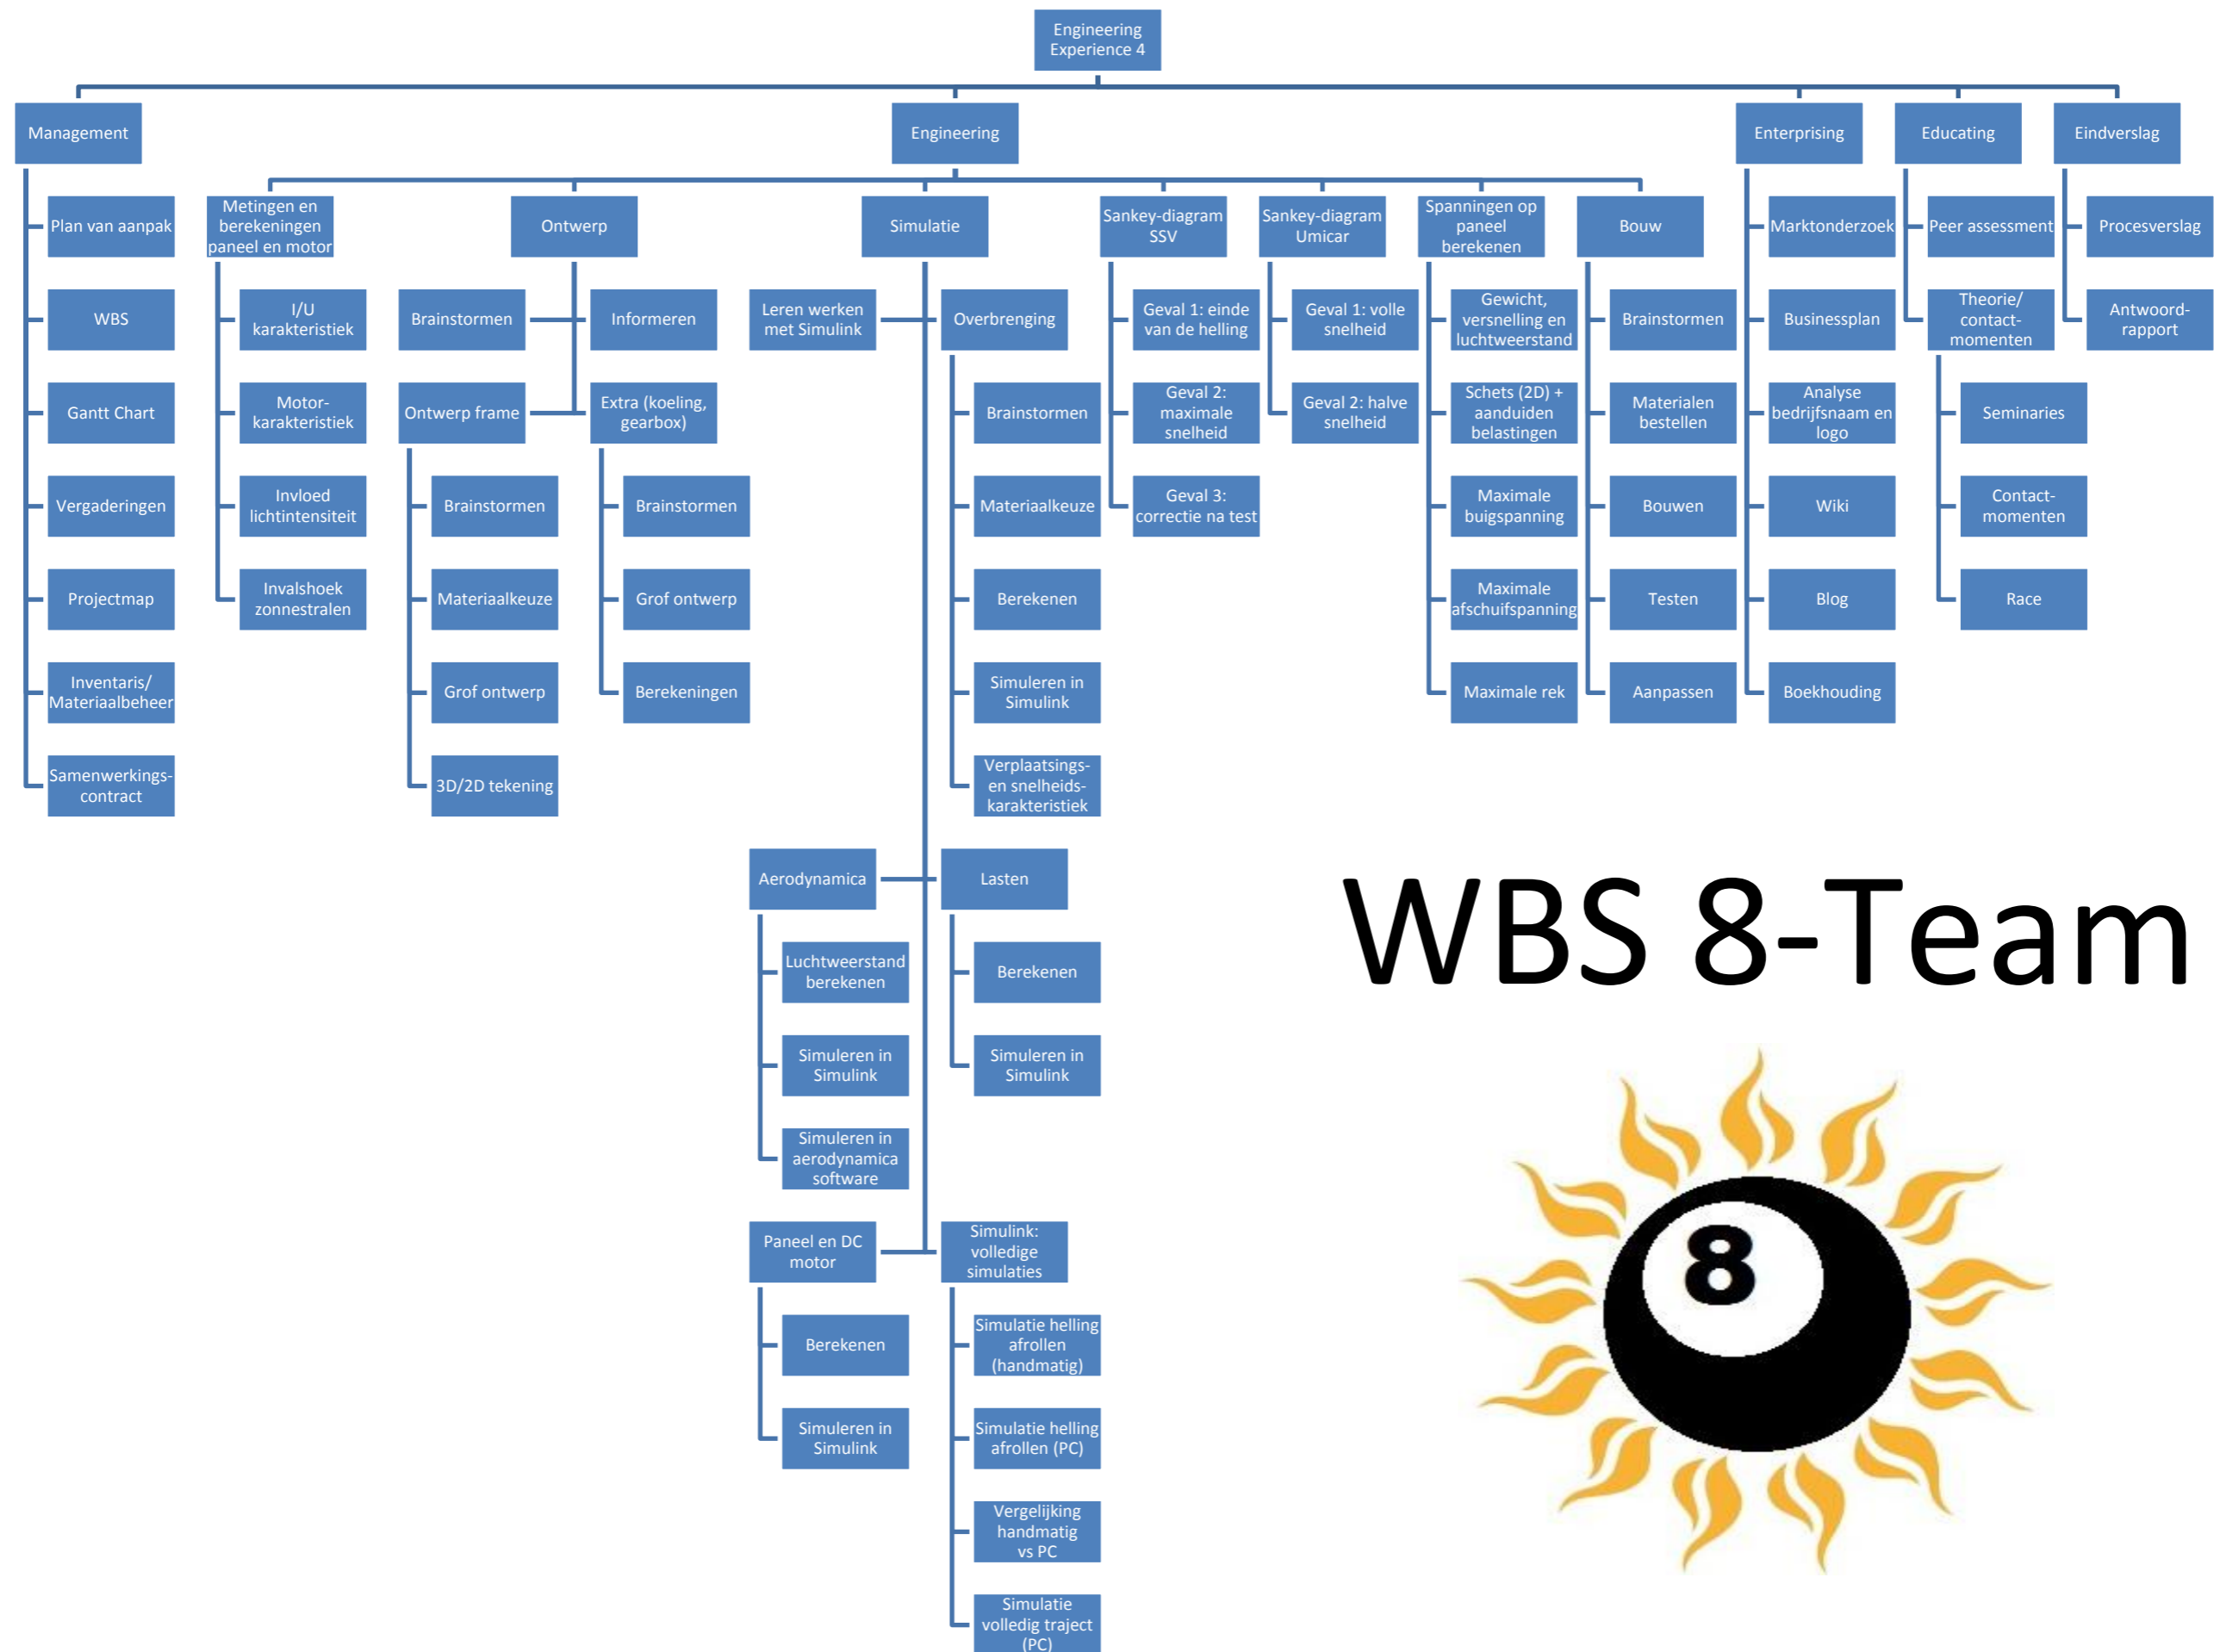 Engineering
Experience 4
Management
Engineering
Enterprising
Educating
Eindverslag
Plan van aanpak
WBS
Gantt Chart
Vergaderingen
Projectmap
Inventaris/
Materiaalbeheer
Samenwerkings-
contract
Metingen en
berekeningen
paneel en motor
I/U
karakteristiek
Motor-
karakteristiek
Invloed
lichtintensiteit
Invalshoek
zonnestralen
Ontwerp
Brainstormen
Informeren
Ontwerp frame
Brainstormen
Materiaalkeuze
Grof ontwerp
3D/2D tekening
Extra (koeling,
gearbox)
Brainstormen
Grof ontwerp
Berekeningen
Simulatie
Leren werken
met Simulink
Overbrenging
Brainstormen
Materiaalkeuze
Berekenen
Simuleren in
Simulink
Verplaatsings-
en snelheids-
karakteristiek
Aerodynamica
Luchtweerstand
berekenen
Simuleren in
Simulink
Simuleren in
aerodynamica
software
Lasten
Berekenen
Simuleren in
Simulink
Paneel en DC
motor
Berekenen
Simuleren in
Simulink
Simulink:
volledige
simulaties
Simulatie helling
afrollen
(handmatig)
Simulatie helling
afrollen (PC)
Vergelijking
handmatig
vs PC
Simulatie
volledig traject
(PC)
Sankey-diagram
SSV
Geval 1: einde
van de helling
Geval 2:
maximale
snelheid
Geval 3:
correctie na test
Sankey-diagram
Umicar
Geval 1: volle
snelheid
Geval 2: halve
snelheid
Spanningen op
paneel
berekenen
Gewicht,
versnelling en
luchtweerstand
Schets (2D) +
aanduiden
belastingen
Maximale
buigspanning
Maximale
afschuifspanning
Maximale rek
Bouw
Brainstormen
Materialen
bestellen
Bouwen
Testen
Aanpassen
Marktonderzoek
Businessplan
Analyse
bedrijfsnaam en
logo
Wiki
Blog
Boekhouding
Peer assessment
Theorie/
contact-
momenten
Seminaries
Contact-
momenten
Race
Procesverslag
Antwoord-
rapport
WBS 8-Team
8